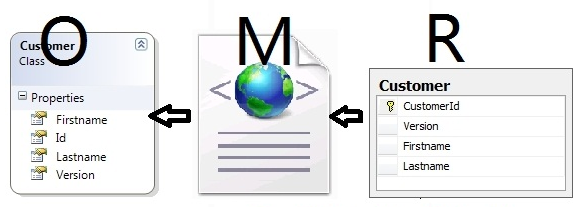 O
M
R
Customer
Class
Properties
Firstname
Id
Lastname
Version
< >
Customer
CustomerId
Version
Firstname
Lastname